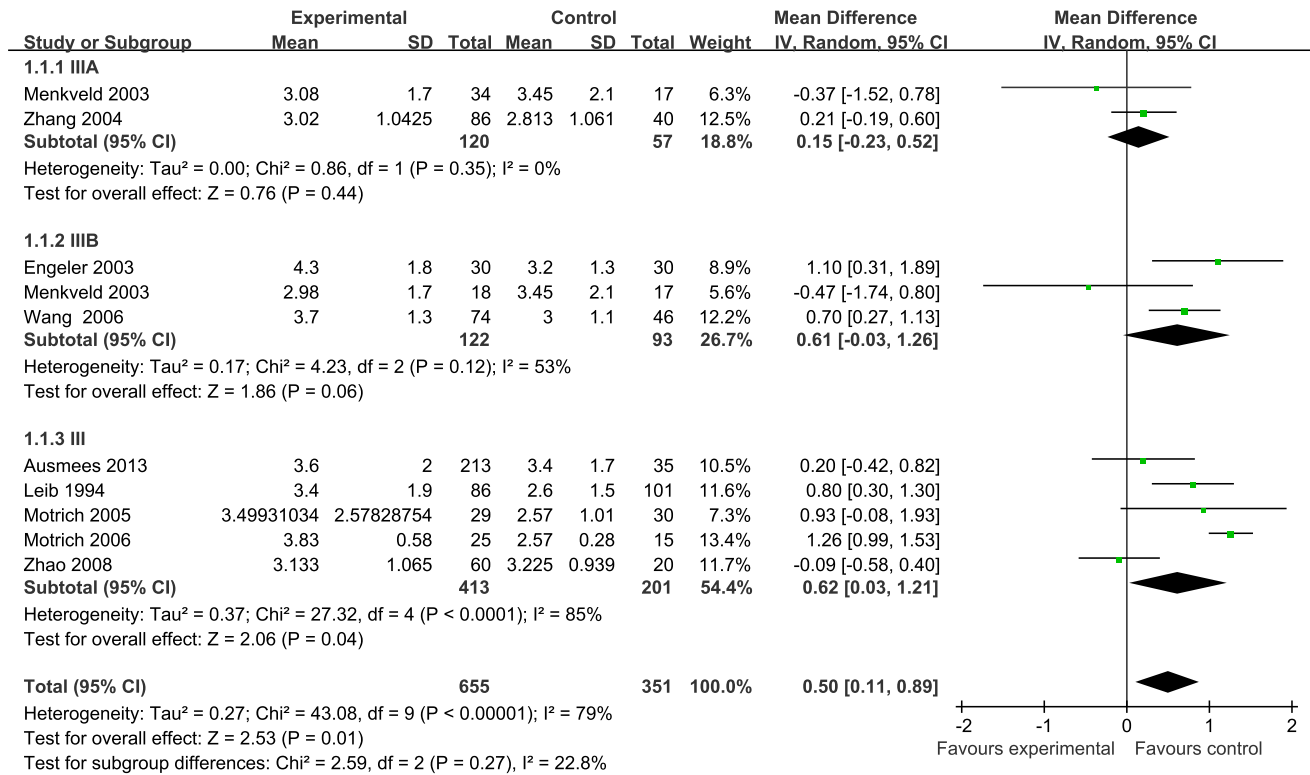 Experimental Control Mean Difference Mean Difference
Study or Subgroup Mean SD Total Mean SD Total Weight IV, Random, 95% CI IV, Random, 95% CI
1.1.1 IIIA
Menkveld 2003 3.08 1.7 34 3.45 2.1 17 6.3% -0.37 [-1.52, 0.78]
Zhang 2004 3.02 1.0425 86 2.813 1.061 40 12.5% 0.21 [-0.19, 0.60]
Subtotal (95% CI) 120 57 18.8% 0.15 [-0.23, 0.52]
Heterogeneity: Tau² = 0.00; Chi² = 0.86, df = 1 (P = 0.35); I² = 0%
Test for overall effect: Z = 0.76 (P = 0.44)
1.1.2 IIIB
Engeler 2003 4.3 1.8 30 3.2 1.3 30 8.9% 1.10 [0.31, 1.89]
Menkveld 2003 2.98 1.7 18 3.45 2.1 17 5.6% -0.47 [-1.74, 0.80]
Wang 2006 3.7 1.3 74 3 1.1 46 12.2% 0.70 [0.27, 1.13]
Subtotal (95% CI) 122 93 26.7% 0.61 [-0.03, 1.26]
Heterogeneity: Tau² = 0.17; Chi² = 4.23, df = 2 (P = 0.12); I² = 53%
Test for overall effect: Z = 1.86 (P = 0.06)
1.1.3 III
Ausmees 2013 3.6 2 213 3.4 1.7 35 10.5% 0.20 [-0.42, 0.82]
Leib 1994 3.4 1.9 86 2.6 1.5 101 11.6% 0.80 [0.30, 1.30]
Motrich 2005 3.49931034 2.57828754 29 2.57 1.01 30 7.3% 0.93 [-0.08, 1.93]
Motrich 2006 3.83 0.58 25 2.57 0.28 15 13.4% 1.26 [0.99, 1.53]
Zhao 2008 3.133 1.065 60 3.225 0.939 20 11.7% -0.09 [-0.58, 0.40]
Subtotal (95% CI) 413 201 54.4% 0.62 [0.03, 1.21]
Heterogeneity: Tau² = 0.37; Chi² = 27.32, df = 4 (P < 0.0001); I² = 85%
Test for overall effect: Z = 2.06 (P = 0.04)
Total (95% CI) 655 351 100.0% 0.50 [0.11, 0.89]
Heterogeneity: Tau² = 0.27; Chi² = 43.08, df = 9 (P < 0.00001); I² = 79%
Test for overall effect: Z = 2.53 (P = 0.01)
Test for subgroup differences: Chi² = 2.59, df = 2 (P = 0.27), I² = 22.8%
-2 -1 0 1 2
Favours experimental Favours control